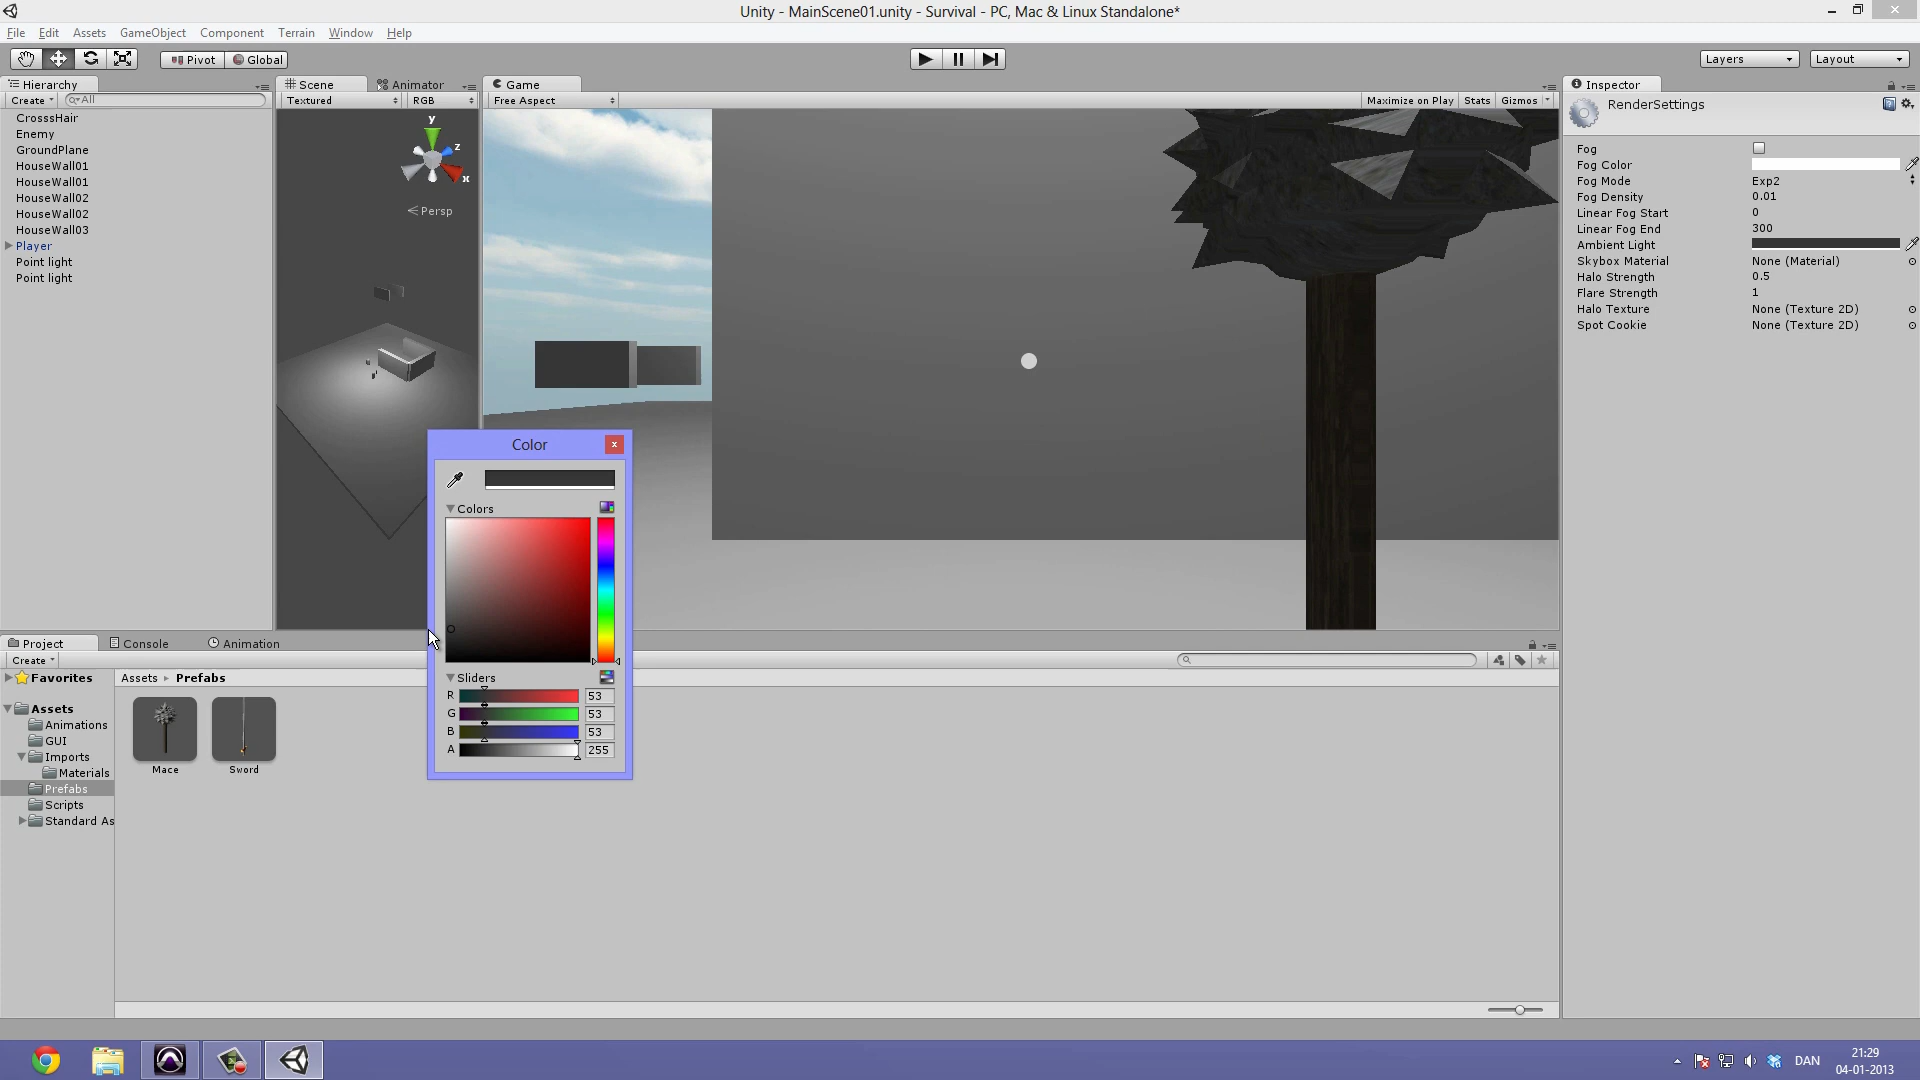 Unity - MainScene01.unity - Survival - PC, Mac & Linux Standalone*
File Edit Assets GameObject Component Terrain Window Help
Pivot Global Layers Layout
Hierarchy
Create All
CrosssHair
Enemy
GroundPlane
HouseWall01
HouseWall01
HouseWall02
HouseWall02
HouseWall03
Player
Point light
Point light
Scene Animator
Textured RGB
y
z
x
Persp
Game
Free Aspect Maximize on Play Stats Gizmos
Inspector
RenderSettings
Fog
Fog Color
Fog Mode Exp2
Fog Density 0.01
Linear Fog Start 0
Linear Fog End 300
Ambient Light
Skybox Material None (Material)
Halo Strength 0.5
Flare Strength 1
Halo Texture None (Texture 2D)
Spot Cookie None (Texture 2D)
Color
x
Colors
Sliders
R 53
G 53
B 53
A 255
Project Console Animation
Create
Favorites
Assets
Animations
GUI
Imports
Materials
Prefabs
Scripts
Standard As
Assets Prefabs
Mace Sword
DAN
21:29
04-01-2013